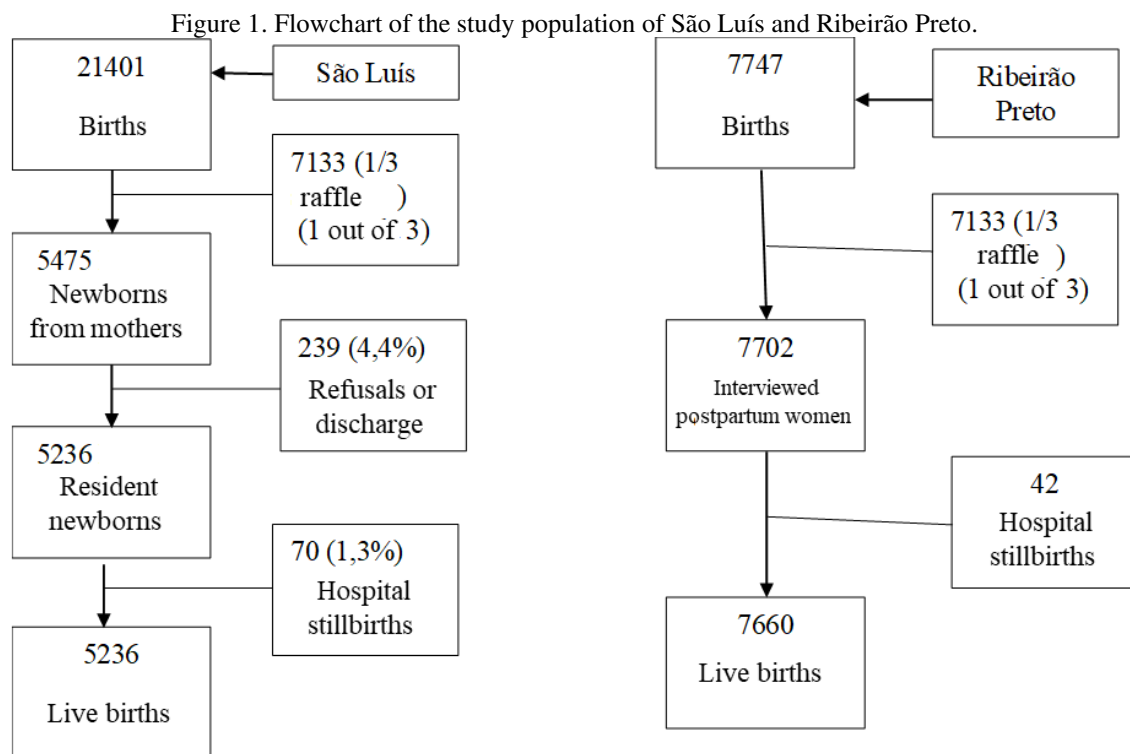 Figure 1. Flowchart of the study population of São Luís and Ribeirão Preto.
21401
Births
São Luís
7133 (1/3
raffle )
(1 out of 3)
5475
Newborns
from mothers
239 (4,4%)
Refusals or
discharge
5236
Resident
newborns
70 (1,3%)
Hospital
stillbirths
5236
Live births
7747
Births
Ribeirão
Preto
7133 (1/3
raffle )
(1 out of 3)
7702
Interviewed
postpartum women
42
Hospital
stillbirths
7660
Live births